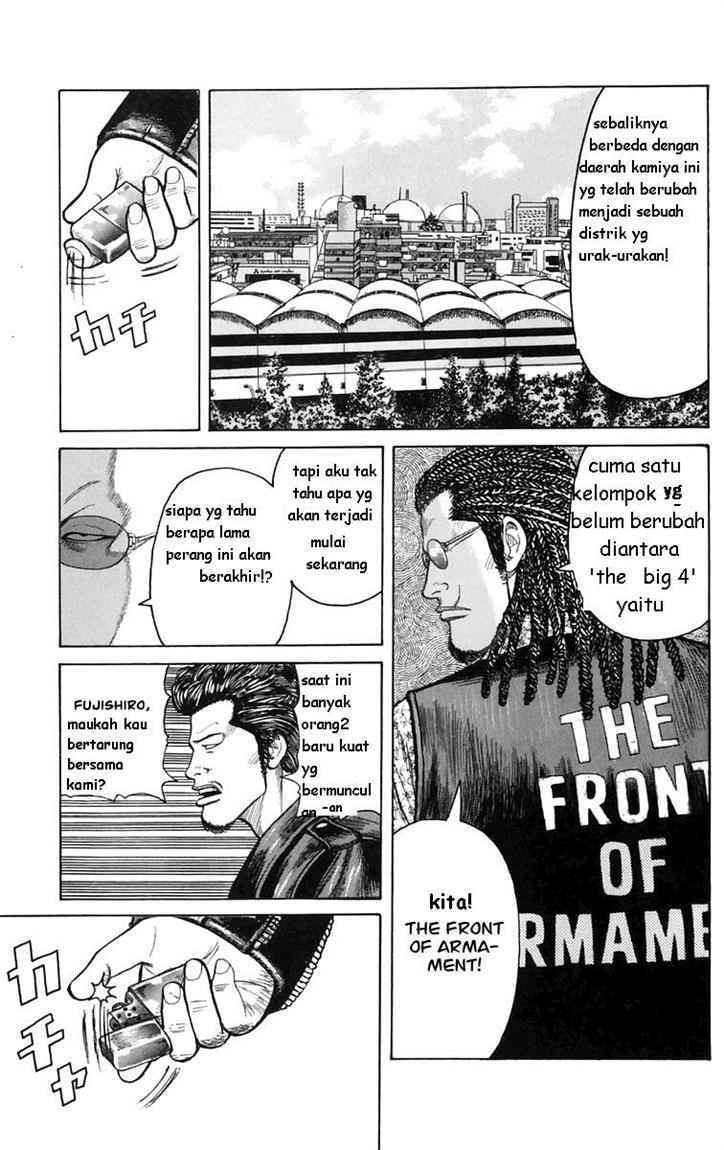 sebaliknya
berbeda dengan
daerah kamiya ini
yg telah berubah
menjadi sebuah
distrik yg
urak-urakan!
カチ
cuma satu
kelompok yg
belum berubah
diantara
'the big 4'
yaitu
THE
FRONT
OF
RMAME
kita!
THE FRONT
OF ARMA-
MENT!
tapi aku tak
tahu apa yg
akan terjadi
mulai
sekarang
siapa yg tahu
berapa lama
perang ini akan
berakhir!?
saat ini
banyak
orang2
baru kuat
yg
bermuncul
an -an
FUJISHIRO,
maukah kau
bertarung
bersama
kami?
カチャ